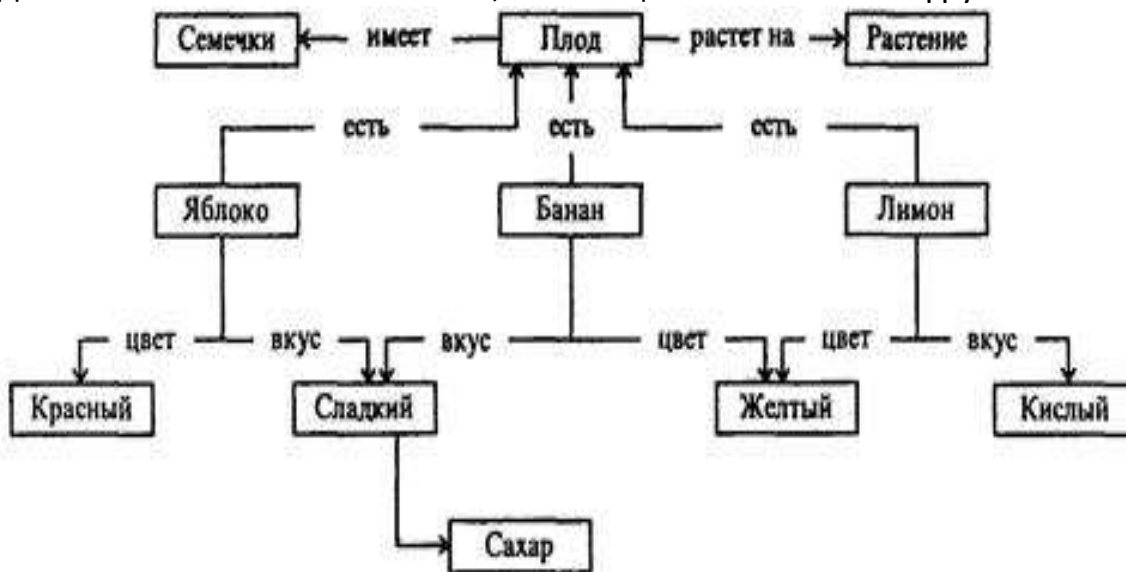 Семечки имеет Плод растет на Растение
есть есть есть
Яблоко Банан Лимон
цвет вкус вкус цвет цвет вкус
Красный Сладкий Желтый Кислый
Сахар